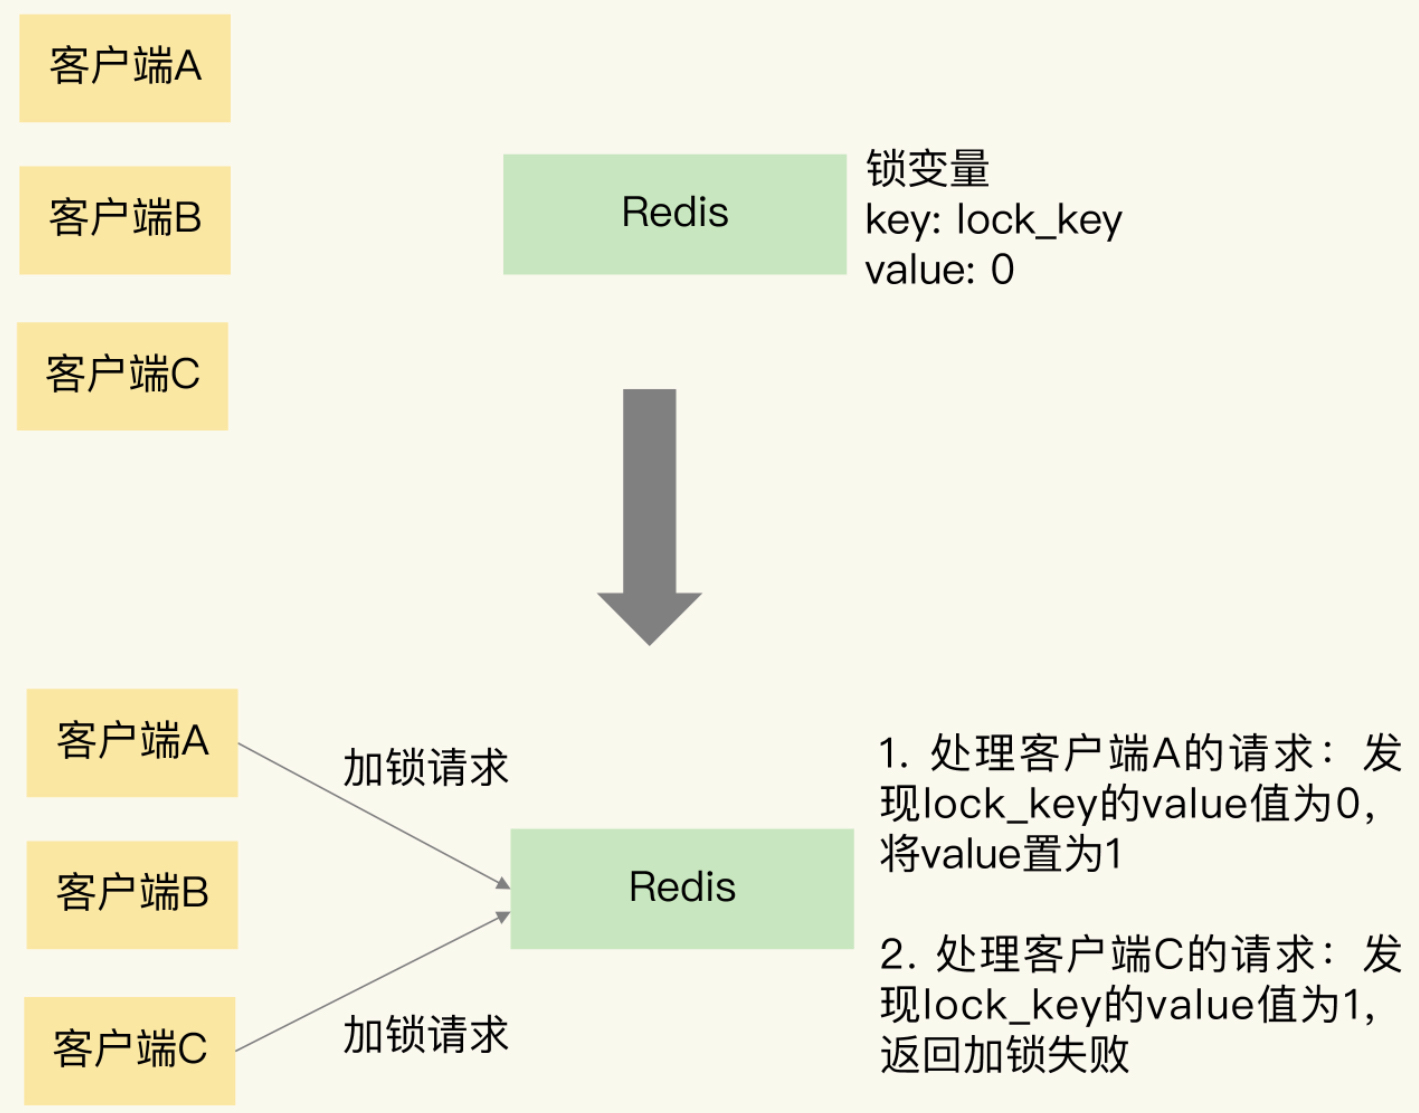 客户端A
客户端B
客户端C
Redis
锁变量
key: lock_key
value: 0
客户端A
客户端B
客户端C
加锁请求
加锁请求
Redis
1. 处理客户端A的请求：发
现lock_key的value值为0，
将value置为1
2. 处理客户端C的请求：发
现lock_key的value值为1，
返回加锁失败